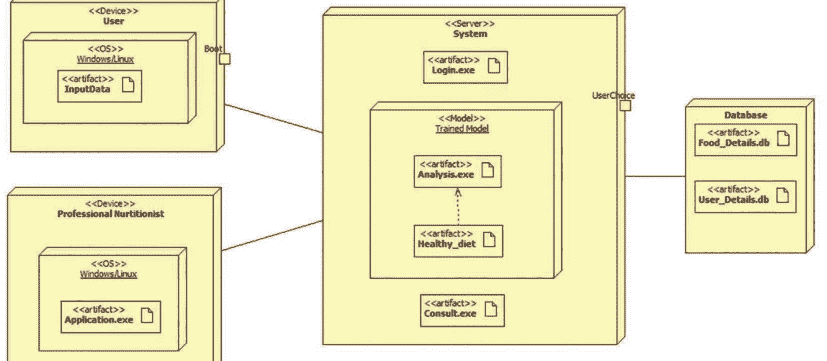 <<Device>>
User
<<OS>>
Windows/Linux
<<artifact>>
InputData
Boot
<<Device>>
Professional Nurtitionist
<<OS>>
Windows/Linux
<<artifact>>
Application.exe
<<Server>>
System
<<artifact>>
Login.exe
<<Model>>
Trained Model
<<artifact>>
Analysis.exe
<<artifact>>
Healthy_diet
<<artifact>>
Consult.exe
UserChoice
Database
<<artifact>>
Food_Details.db
<<artifact>>
User_Details.db